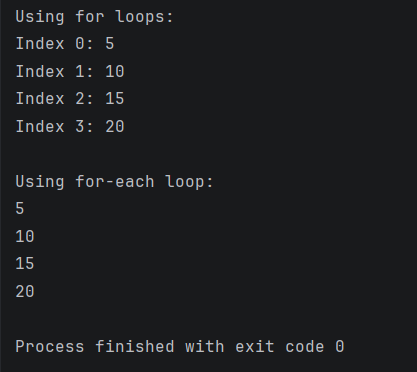 Using for loops:
Index 0: 5
Index 1: 10
Index 2: 15
Index 3: 20
Using for-each loop:
5
10
15
20
Process finished with exit code 0